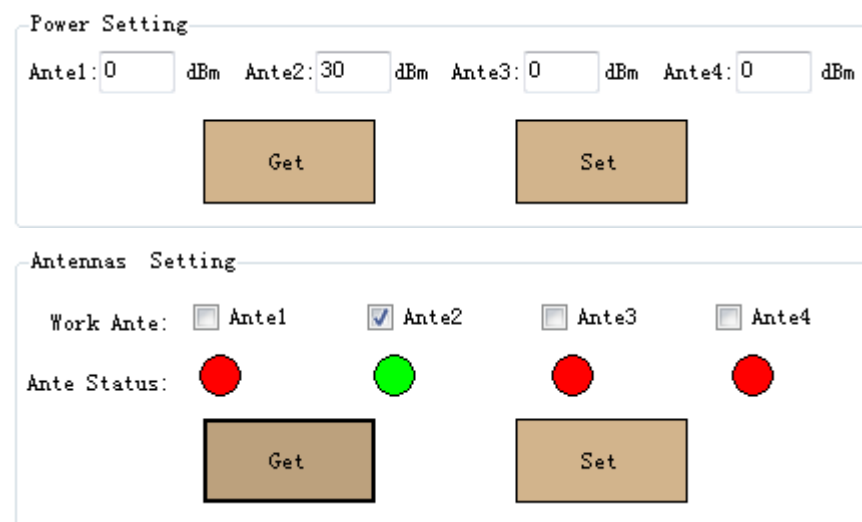 Power Setting
Ante1: 0 dBm Ante2: 30 dBm Ante3: 0 dBm Ante4: 0 dBm
Get Set
Antennas Setting
Work Ante: Ante1 Ante2 Ante3 Ante4
Ante Status:
Get Set